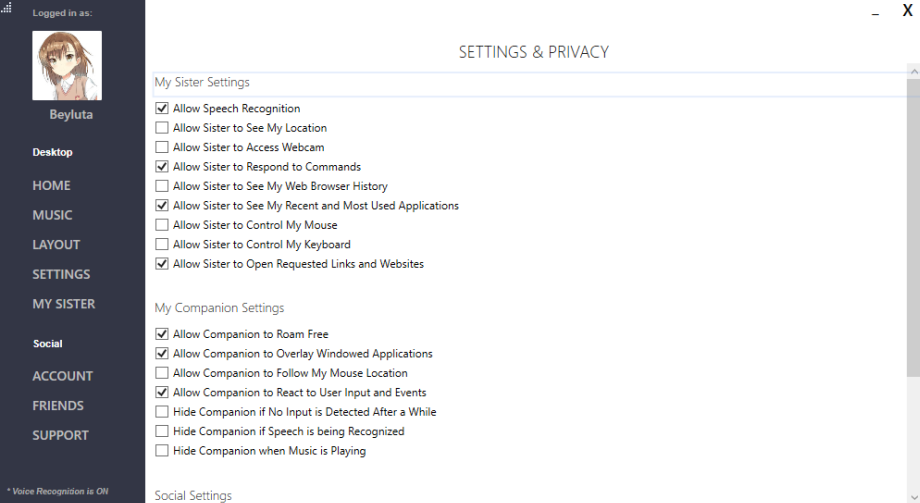 Logged in as:
Beyluta
Desktop
HOME
MUSIC
LAYOUT
SETTINGS
MY SISTER
Social
ACCOUNT
FRIENDS
SUPPORT
* Voice Recognition is ON
_ X
SETTINGS & PRIVACY
My Sister Settings
Allow Speech Recognition
Allow Sister to See My Location
Allow Sister to Access Webcam
Allow Sister to Respond to Commands
Allow Sister to See My Web Browser History
Allow Sister to See My Recent and Most Used Applications
Allow Sister to Control My Mouse
Allow Sister to Control My Keyboard
Allow Sister to Open Requested Links and Websites
My Companion Settings
Allow Companion to Roam Free
Allow Companion to Overlay Windowed Applications
Allow Companion to Follow My Mouse Location
Allow Companion to React to User Input and Events
Hide Companion if No Input is Detected After a While
Hide Companion if Speech is being Recognized
Hide Companion when Music is Playing
Social Settings